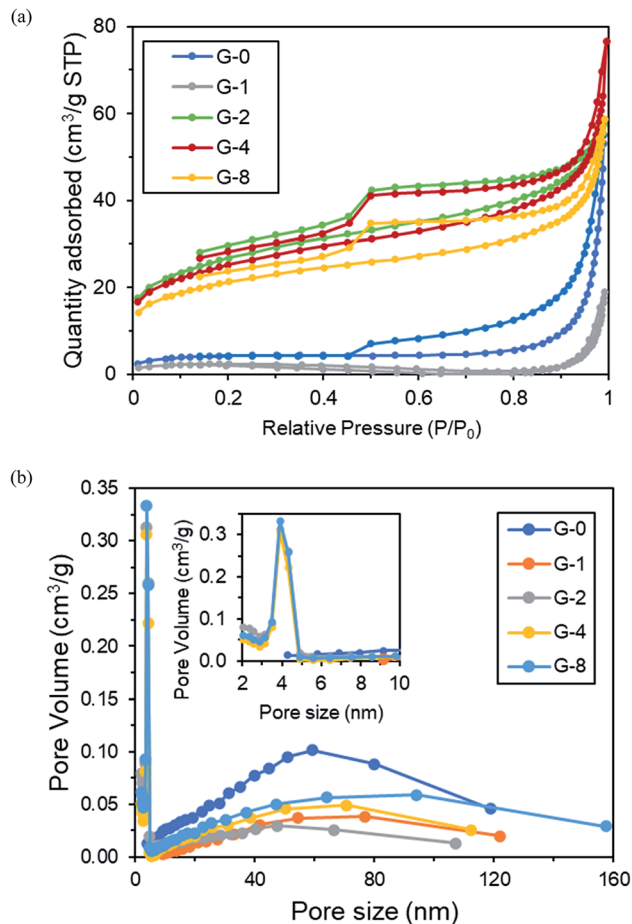 (a)
80
60
40
20
0
Quantity adsorbed (cm³/g STP)
G-0
G-1
G-2
G-4
G-8
0 0.2 0.4 0.6 0.8 1
Relative Pressure (P/P₀)
(b)
0.35
0.30
0.25
0.20
0.15
0.10
0.05
0.00
Pore Volume (cm³/g)
0.3
0.2
0.1
0.0
Pore Volume (cm³/g)
2 4 6 8 10
Pore size (nm)
G-0
G-1
G-2
G-4
G-8
0 40 80 120 160
Pore size (nm)